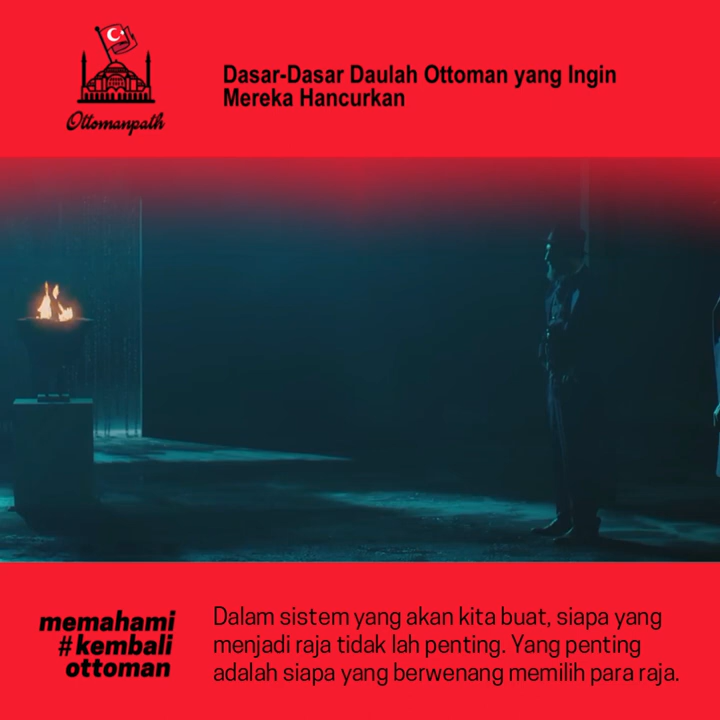 Ottomanpath
Dasar-Dasar Daulah Ottoman yang Ingin
Mereka Hancurkan
memahami
#kembali
ottoman
Dalam sistem yang akan kita buat, siapa yang
menjadi raja tidak lah penting. Yang penting
adalah siapa yang berwenang memilih para raja.